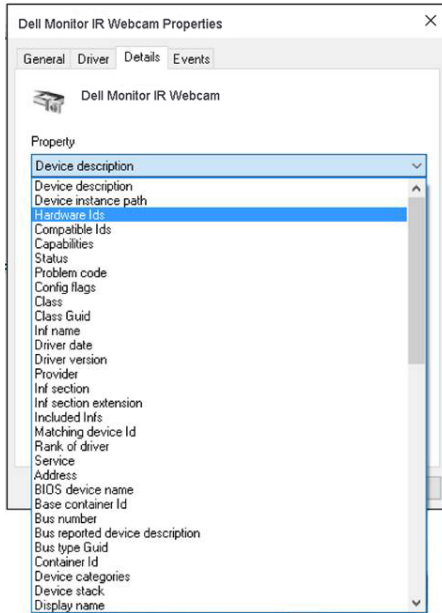 Dell Monitor IR Webcam Properties
General Driver Details Events
Dell Monitor IR Webcam
Property
Device description
Device description
Device instance path
Hardware Ids
Compatible Ids
Capabilities
Status
Problem code
Config flags
Class
Class Guid
Inf name
Driver date
Driver version
Provider
Inf section
Inf section extension
Included Infs
Matching device Id
Rank of driver
Service
Address
BIOS device name
Base container Id
Bus number
Bus reported device description
Bus type Guid
Container Id
Device categories
Device stack
Display name